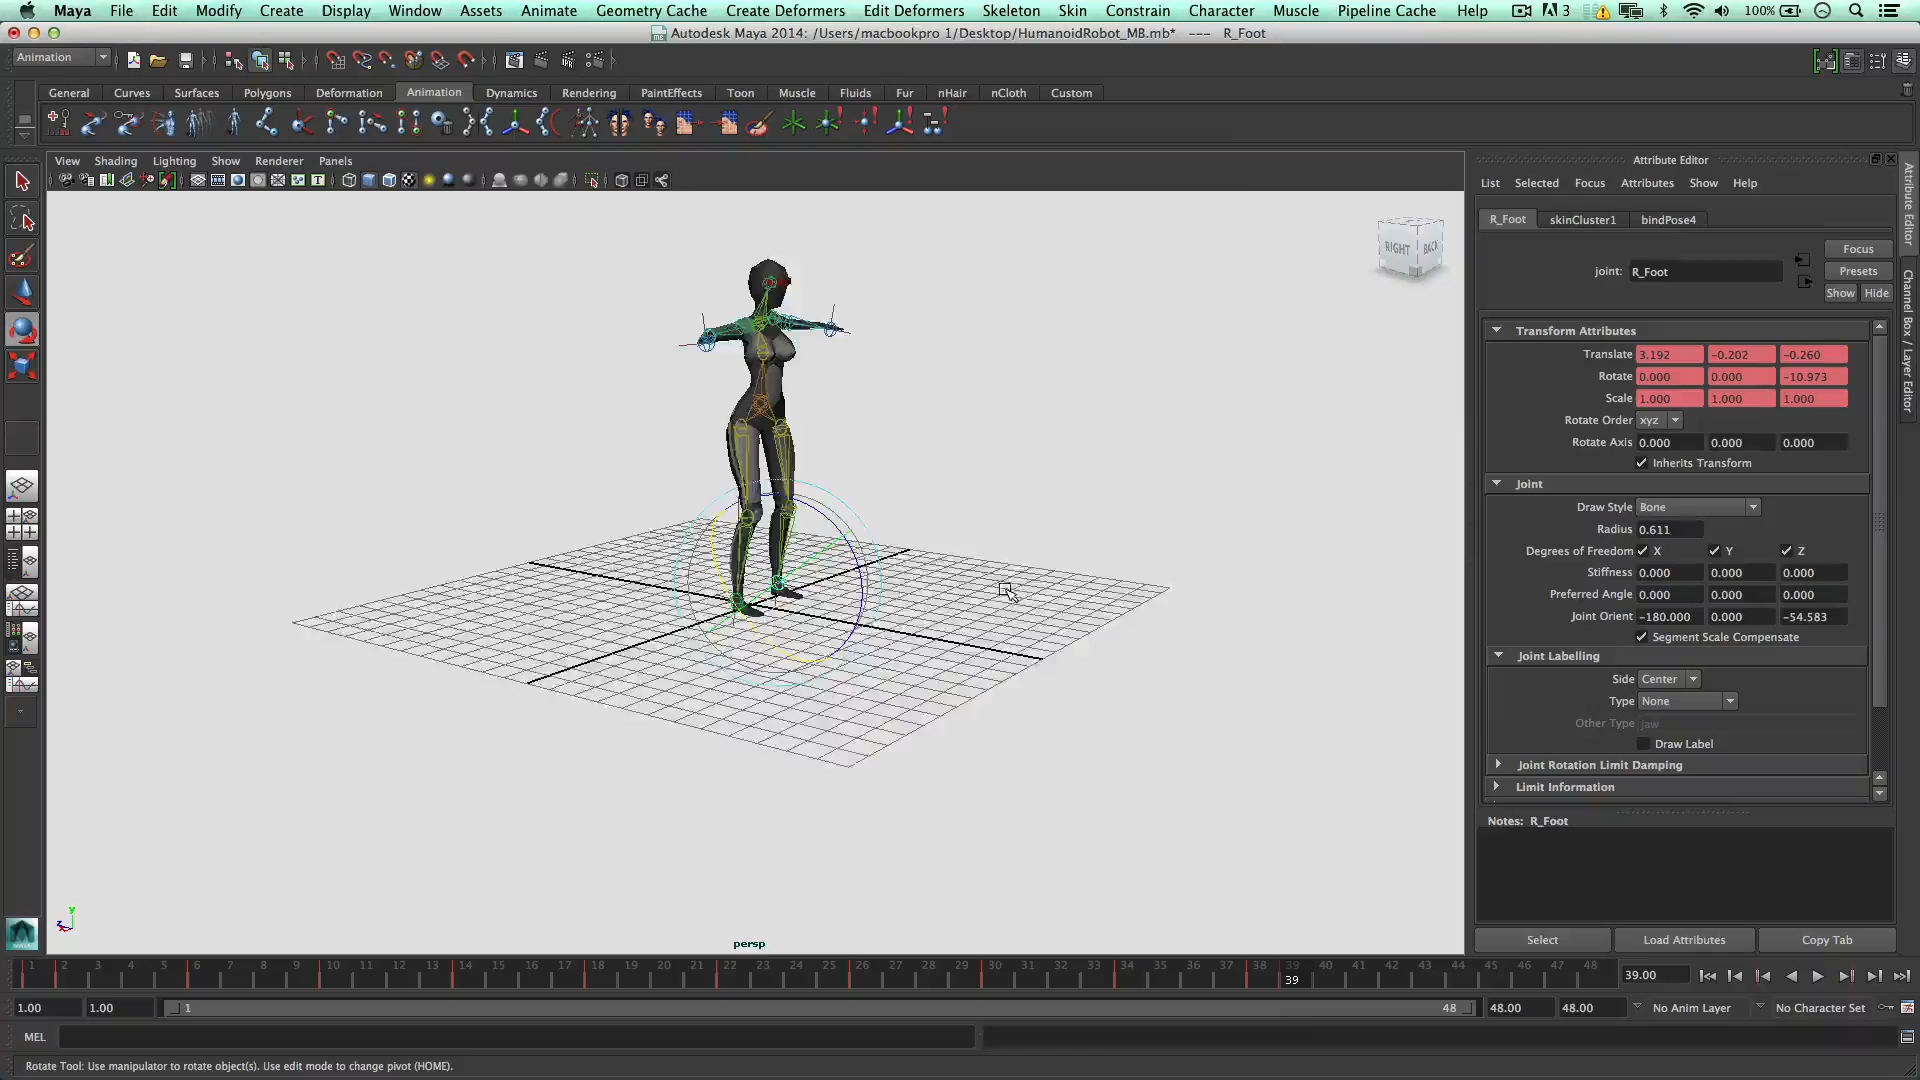 Maya File Edit Modify Create Display Window Assets Animate Geometry Cache Create Deformers Edit Deformers Skeleton Skin Constrain Character Muscle Pipeline Cache Help 3 100%
Autodesk Maya 2014: /Users/macbookpro 1/Desktop/HumanoidRobot_MB.mb* --- R_Foot
Animation
General Curves Surfaces Polygons Deformation Animation Dynamics Rendering PaintEffects Toon Muscle Fluids Fur nHair nCloth Custom
View Shading Lighting Show Renderer Panels
RIGHT BACK
Attribute Editor
List Selected Focus Attributes Show Help
R_Foot skinCluster1 bindPose4
Focus
joint: R_Foot
Presets
Show Hide
Transform Attributes
Translate 3.192 -0.202 -0.260
Rotate 0.000 0.000 -10.973
Scale 1.000 1.000 1.000
Rotate Order xyz
Rotate Axis 0.000 0.000 0.000
Inherits Transform
Joint
Draw Style Bone
Radius 0.611
Degrees of Freedom X Y Z
Stiffness 0.000 0.000 0.000
Preferred Angle 0.000 0.000 0.000
Joint Orient -180.000 0.000 -54.583
Segment Scale Compensate
Joint Labelling
Side Center
Type None
Other Type Jaw
Draw Label
Joint Rotation Limit Damping
Limit Information
Notes: R_Foot
Select Load Attributes Copy Tab
Attribute Editor
Channel Box / Layer Editor
y
z x
persp
1 2 3 4 5 6 7 8 9 10 11 12 13 14 15 16 17 18 19 20 21 22 23 24 25 26 27 28 29 30 31 32 33 34 35 36 37 38 39 40 41 42 43 44 45 46 47 48
39
39.00
1.00 1.00 1 48 48.00 48.00 No Anim Layer No Character Set
MEL
Rotate Tool: Use manipulator to rotate object(s). Use edit mode to change pivot (HOME).